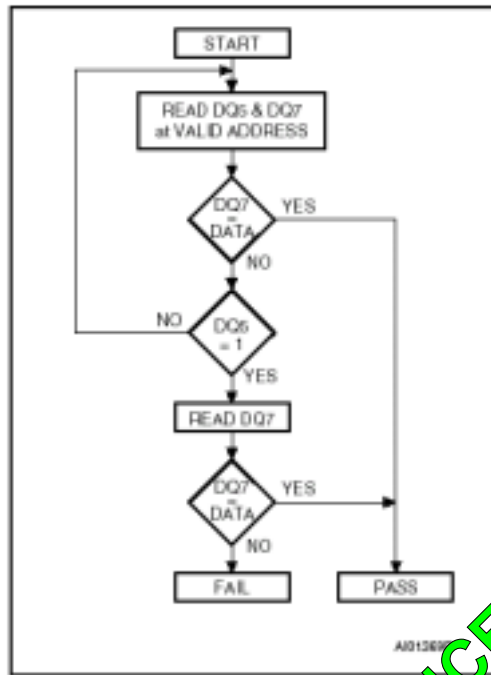 START
READ DQ5 & DQ7
at VALID ADDRESS
DQ7
=
DATA
YES
NO
DQ5
= 1
NO
YES
READ DQ7
DQ7
=
DATA
YES
NO
FAIL
PASS